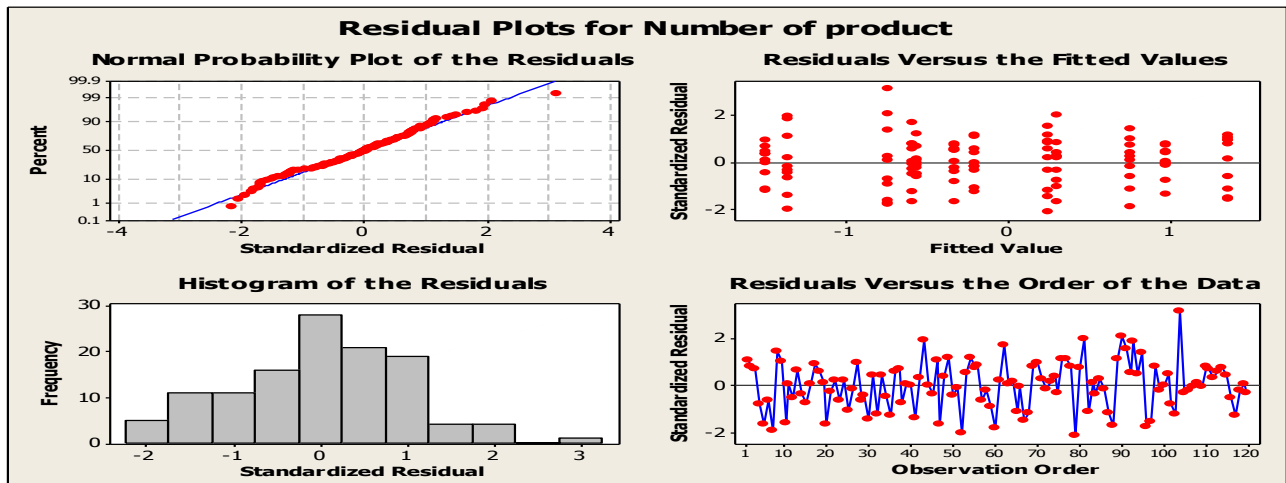 Residual Plots for Number of product
Normal Probability Plot of the Residuals
99.9
99
90
50
10
1
0.1
Percent
-4 -2 0 2 4
Standardized Residual
Residuals Versus the Fitted Values
2
0
-2
Standardized Residual
-1 0 1
Fitted Value
Histogram of the Residuals
30
20
10
0
Frequency
-2 -1 0 1 2 3
Standardized Residual
Residuals Versus the Order of the Data
2
0
-2
Standardized Residual
1 10 20 30 40 50 60 70 80 90 100 110 120
Observation Order